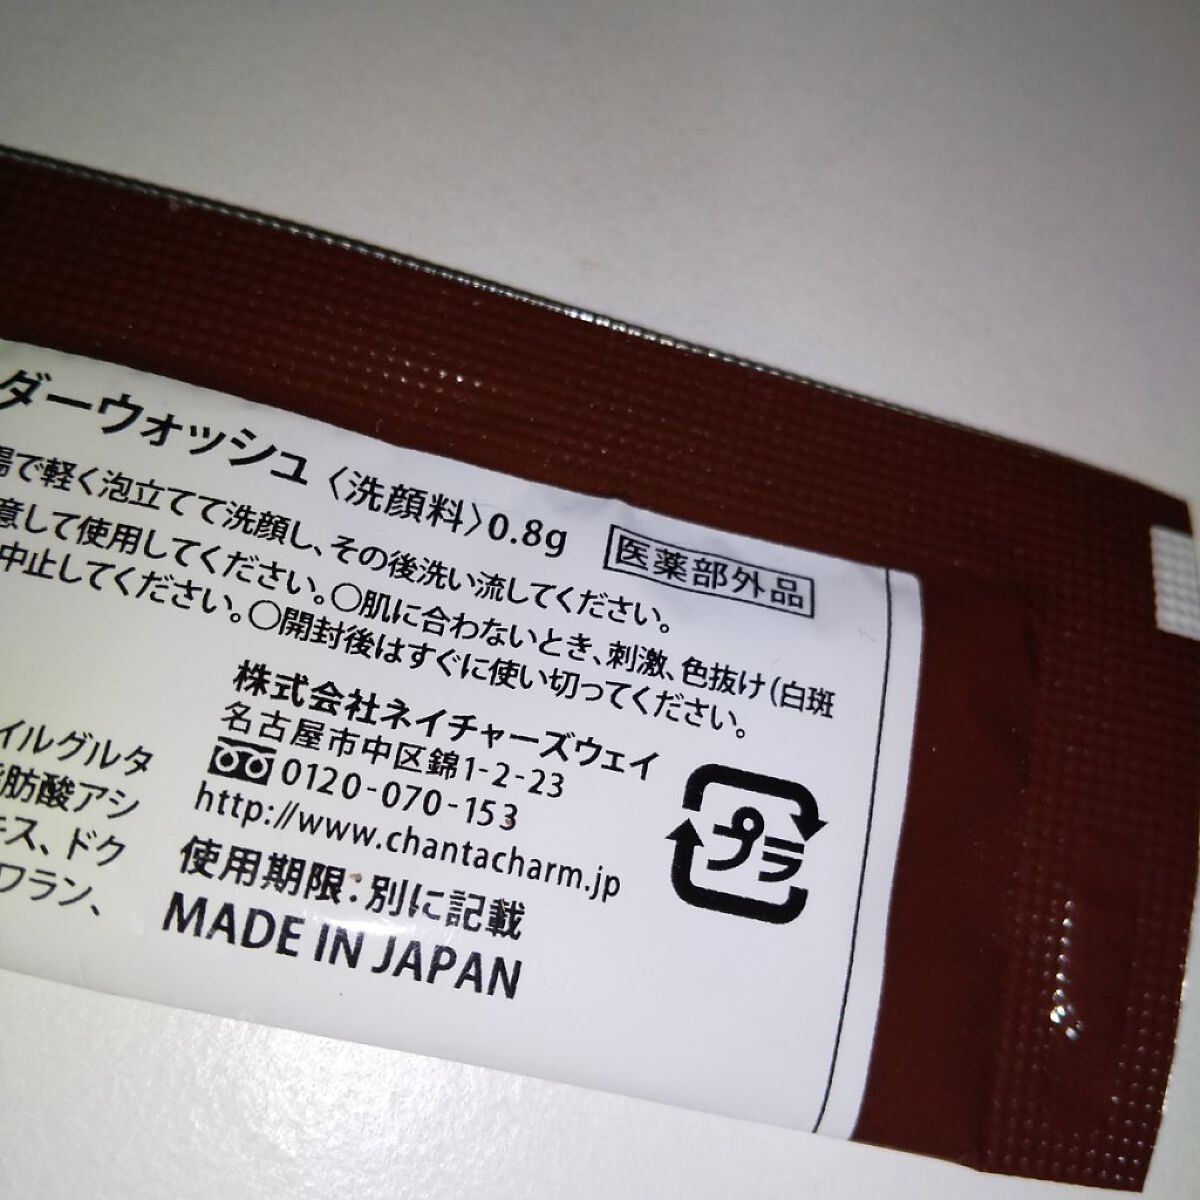 ダーウォッシュ〈洗顔料〉0.8g 医薬部外品
で軽く泡立てて洗顔し、その後洗い流してください。
意して使用してください。○肌に合わないとき、刺激、色抜け(白斑
中止してください。○開封後はすぐに使い切ってください。
株式会社ネイチャーズウェイ
名古屋市中区錦1-2-23
0120-070-153
http://www.chantacharm.jp
使用期限:別に記載
MADE IN JAPAN
イルグルタ
肪酸アシ
キス、ドク
ワラン、
プラ